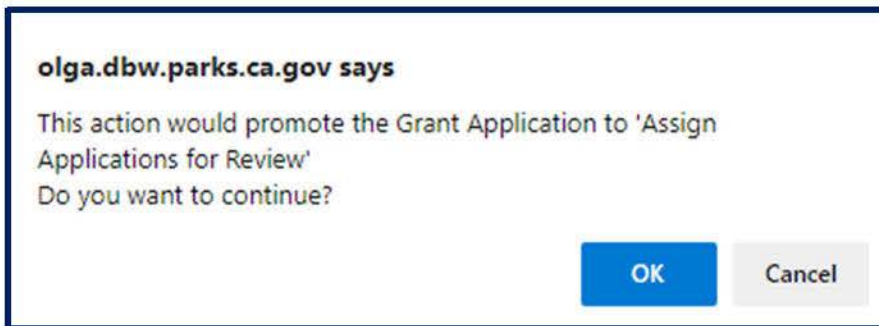 olga.dbw.parks.ca.gov says
This action would promote the Grant Application to 'Assign
Applications for Review'
Do you want to continue?
OK
Cancel